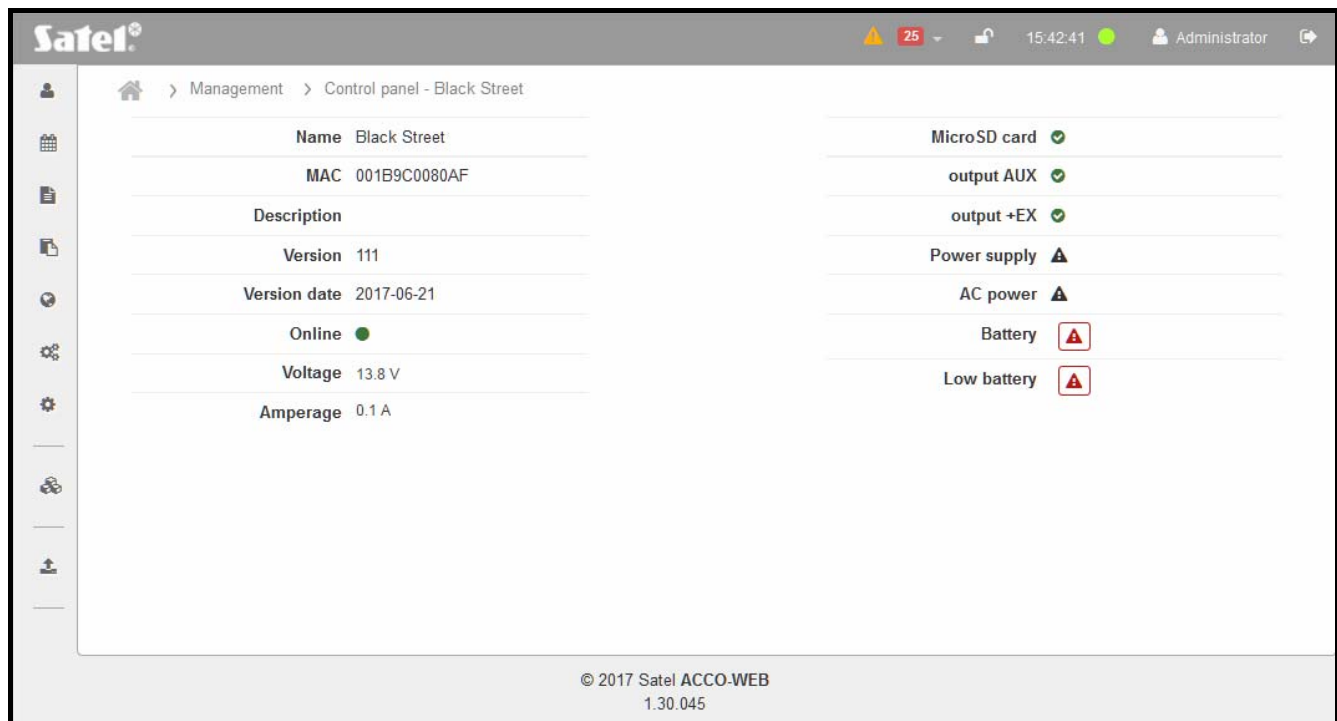 Satel®
25
15:42:41
Administrator
Management > Control panel - Black Street
Name Black Street
MAC 001B9C0080AF
Description
Version 111
Version date 2017-06-21
Online
Voltage 13.8 V
Amperage 0.1 A
MicroSD card
output AUX
output +EX
Power supply
AC power
Battery
Low battery
© 2017 Satel ACCO-WEB
1.30.045